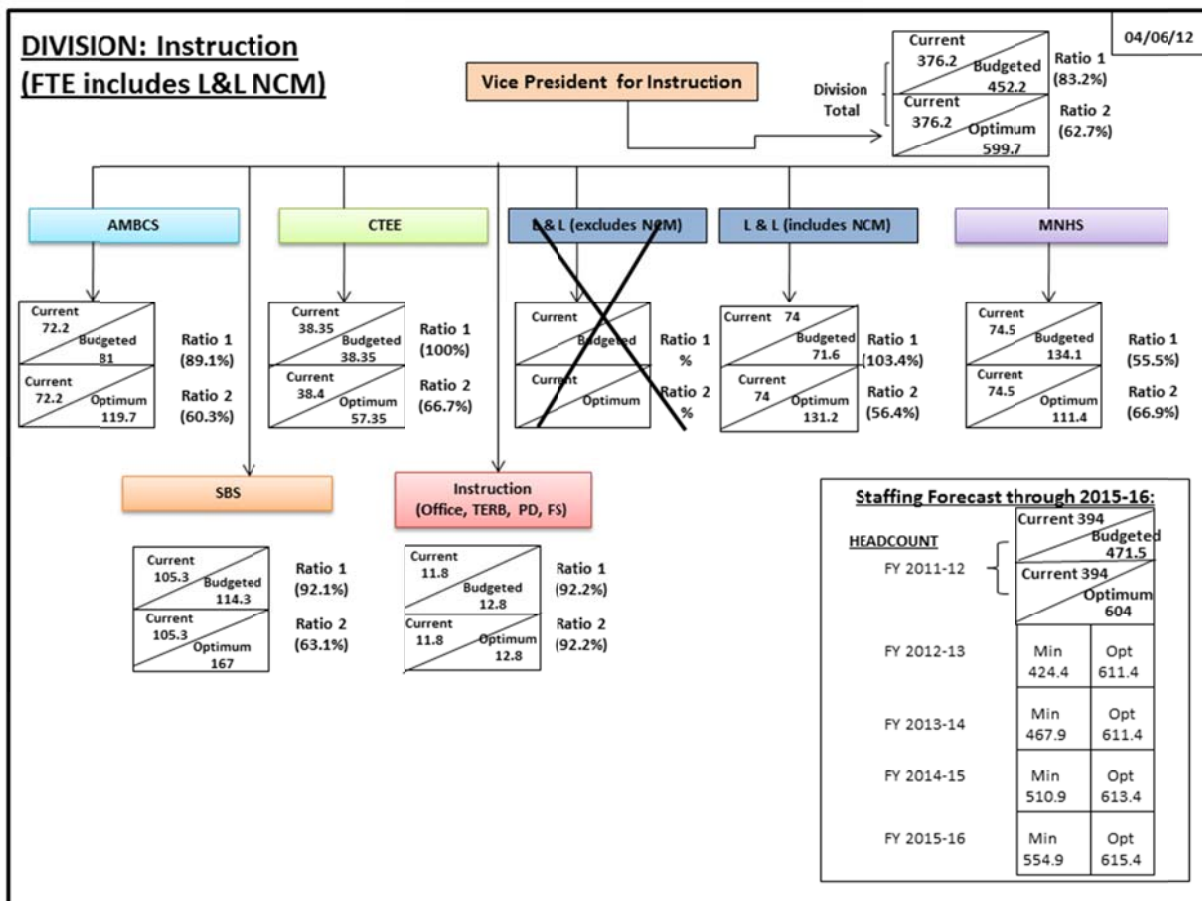 DIVISION: Instruction
(FTE includes L&L NCM)
04/06/12
Vice President for Instruction
Division
Total
Current
376.2
Budgeted
452.2
Ratio 1
(83.2%)
Current
376.2
Optimum
599.7
Ratio 2
(62.7%)
AMBCS
CTEE
L & L (excludes NCM)
L & L (includes NCM)
MNHS
Current
72.2
Budgeted
81
Ratio 1
(89.1%)
Current
72.2
Optimum
119.7
Ratio 2
(60.3%)
Current
38.35
Budgeted
38.35
Ratio 1
(100%)
Current
38.4
Optimum
57.35
Ratio 2
(66.7%)
Current
Budgeted
Ratio 1
%
Current
Optimum
Ratio 2
%
Current 74
Budgeted
71.6
Ratio 1
(103.4%)
Current
74
Optimum
131.2
Ratio 2
(56.4%)
Current
74.5
Budgeted
134.1
Ratio 1
(55.5%)
Current
74.5
Optimum
111.4
Ratio 2
(66.9%)
SBS
Instruction
(Office, TERB, PD, FS)
Current
105.3
Budgeted
114.3
Ratio 1
(92.1%)
Current
105.3
Optimum
167
Ratio 2
(63.1%)
Current
11.8
Budgeted
12.8
Ratio 1
(92.2%)
Current
11.8
Optimum
12.8
Ratio 2
(92.2%)
Staffing Forecast through 2015-16:
HEADCOUNT
FY 2011-12
Current 394
Budgeted
471.5
Current 394
Optimum
604
FY 2012-13
Min
424.4
Opt
611.4
FY 2013-14
Min
467.9
Opt
611.4
FY 2014-15
Min
510.9
Opt
613.4
FY 2015-16
Min
554.9
Opt
615.4